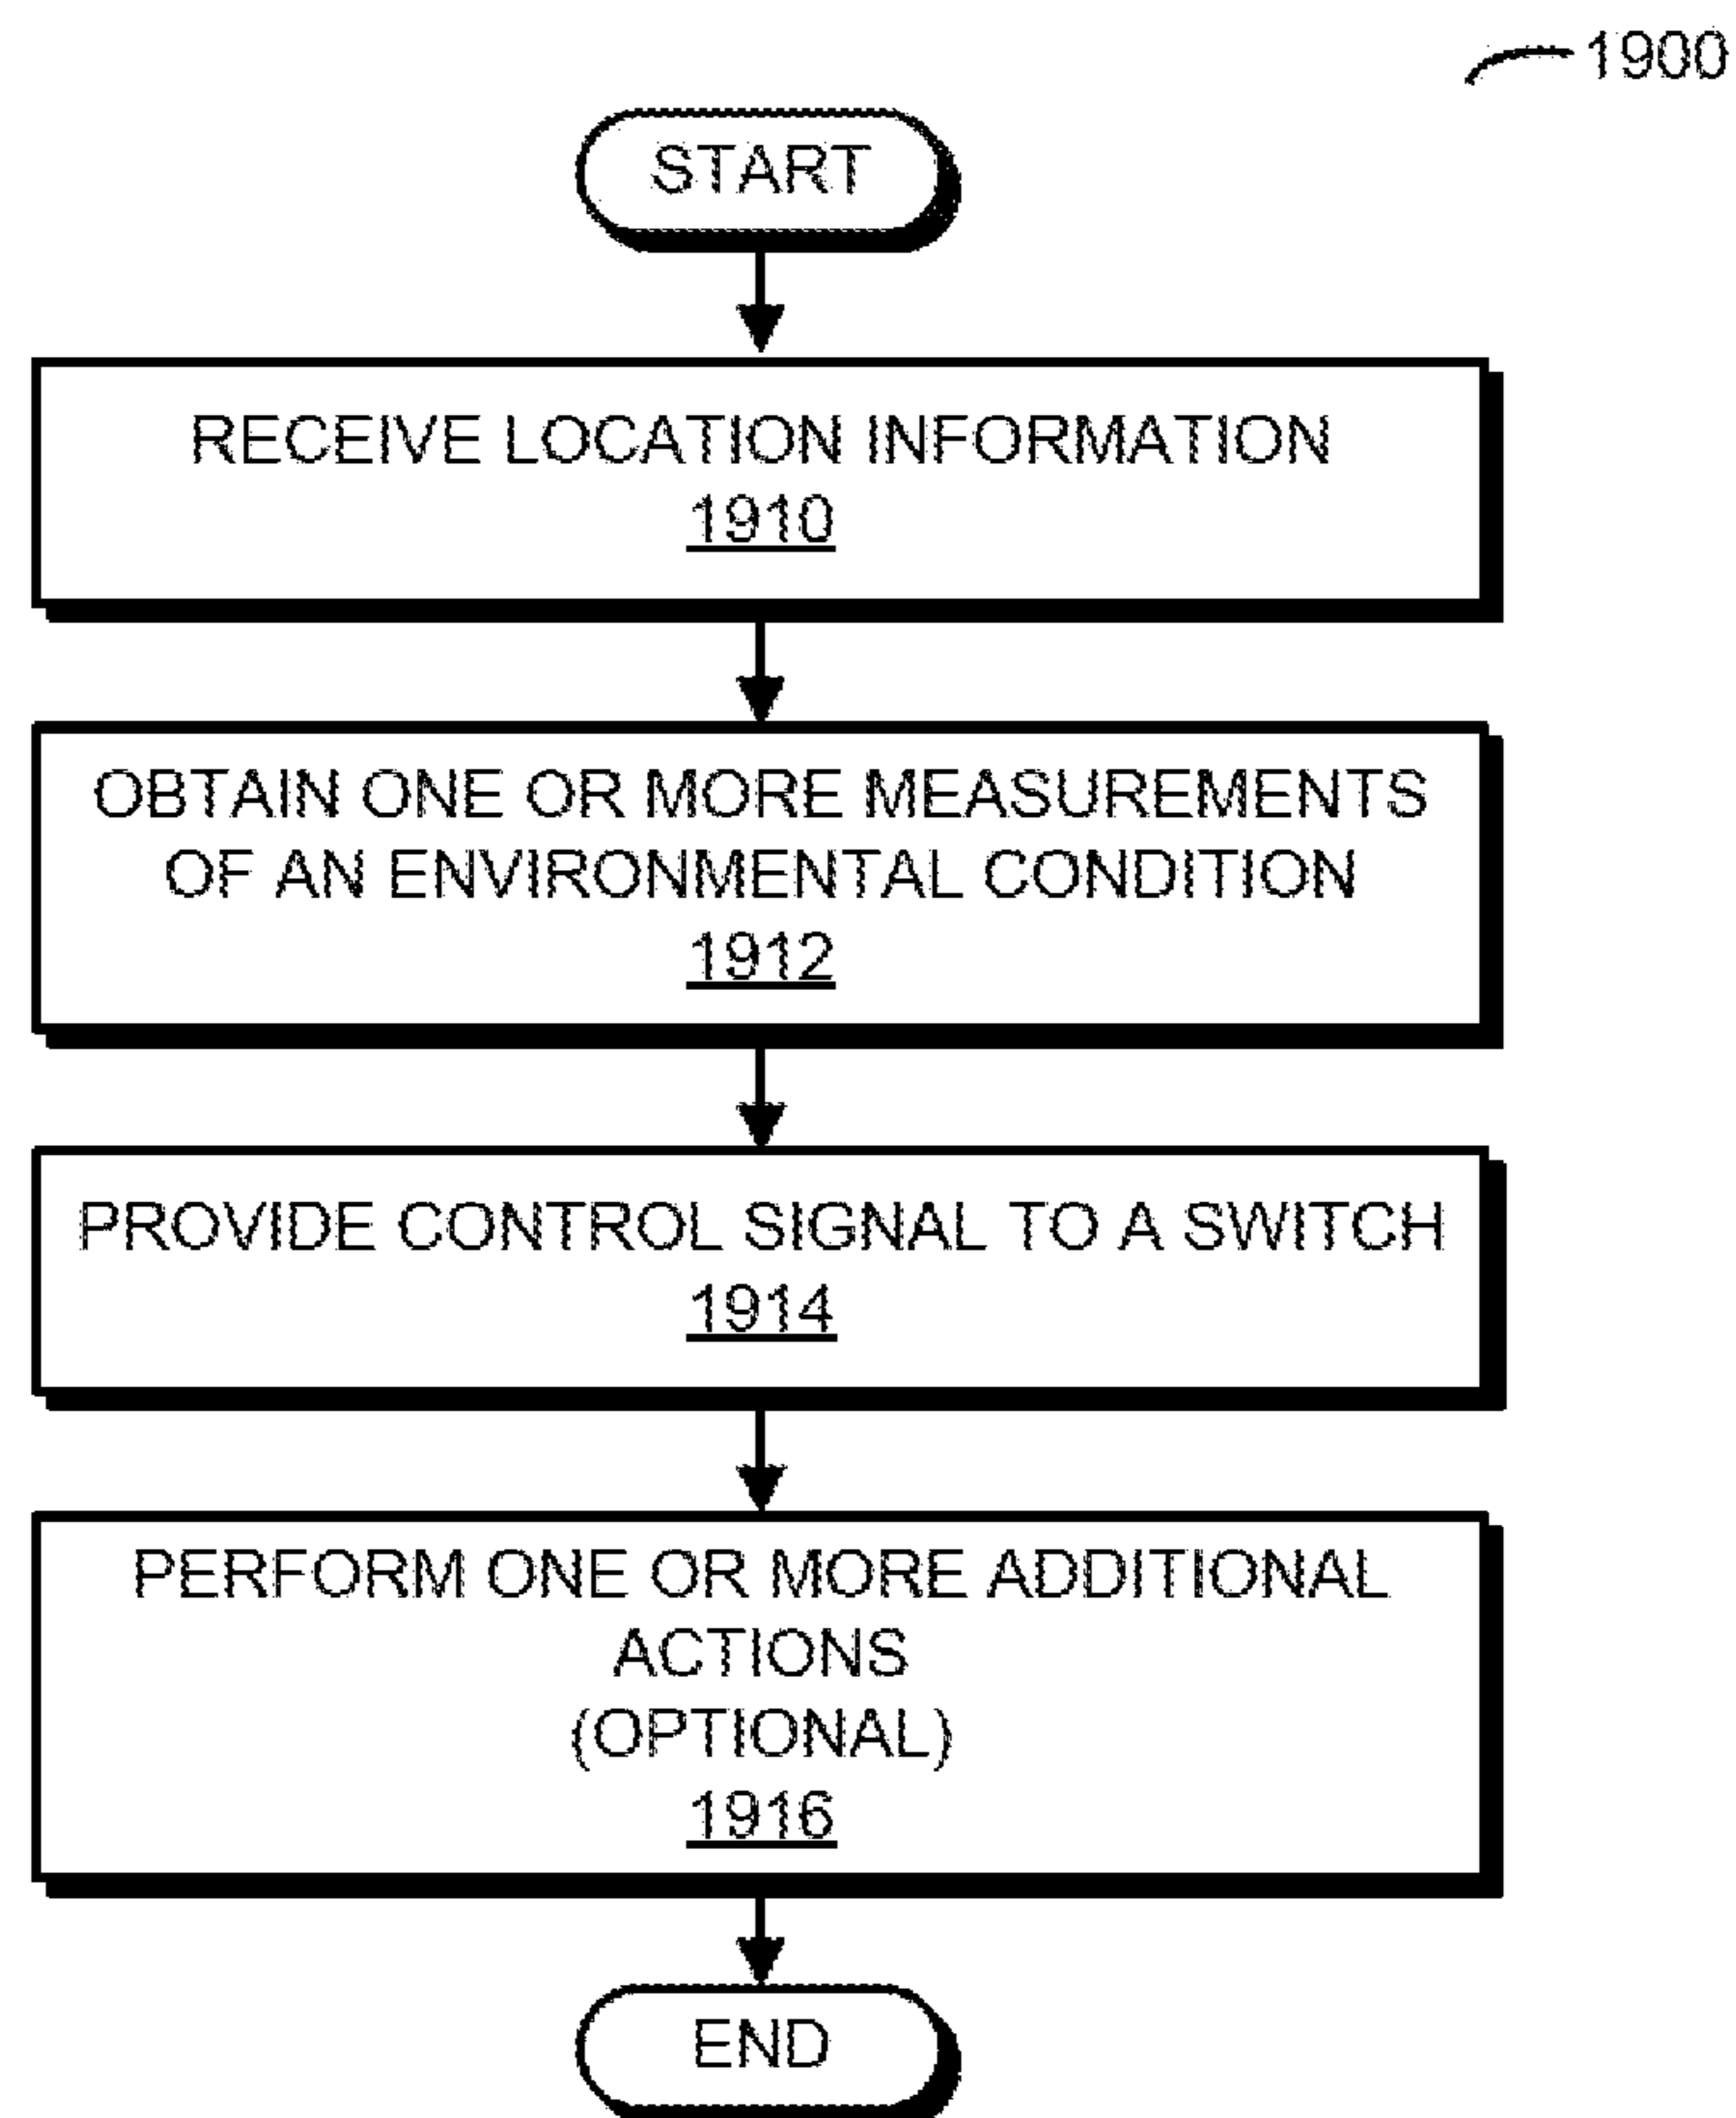 1900
START
RECEIVE LOCATION INFORMATION
1910
OBTAIN ONE OR MORE MEASUREMENTS
OF AN ENVIRONMENTAL CONDITION
1912
PROVIDE CONTROL SIGNAL TO A SWITCH
1914
PERFORM ONE OR MORE ADDITIONAL
ACTIONS
(OPTIONAL)
1916
END